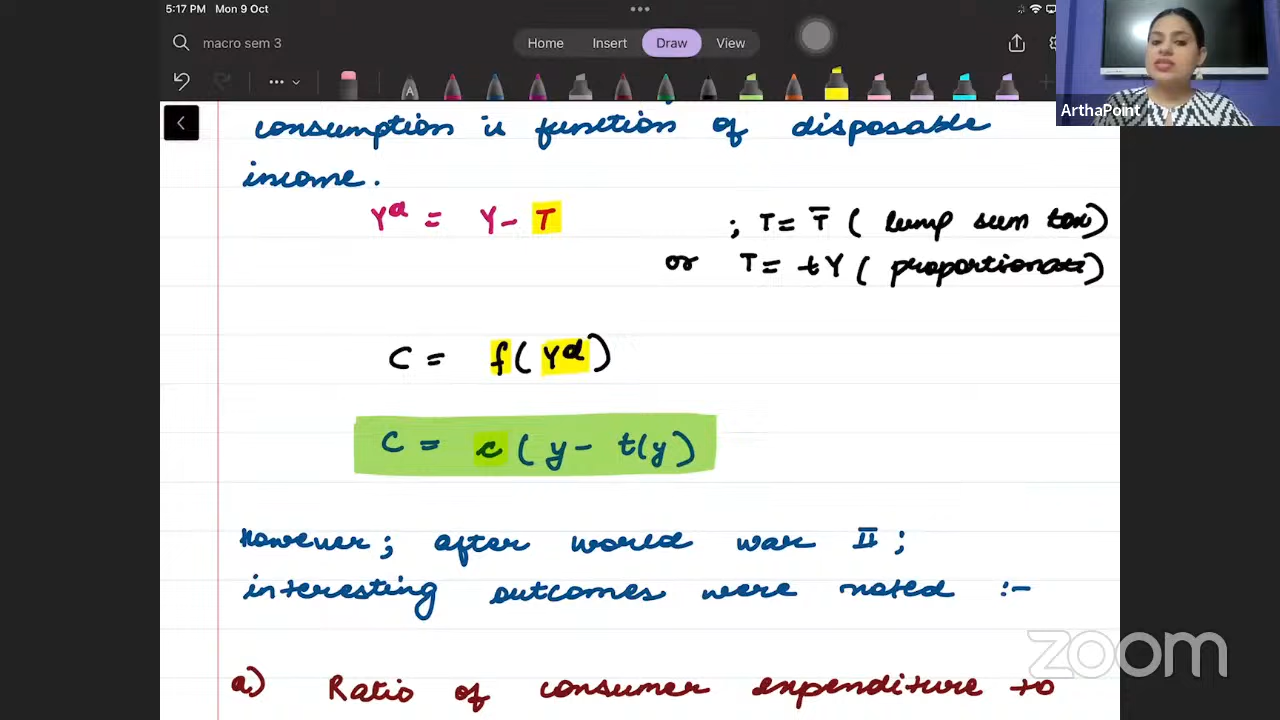 5:17 PM Mon 9 Oct
macro sem 3
Home Insert Draw View
ArthaPoint
consumption is function of disposable
income.
Yᵈ = Y - T ; T = T̅ ( lump sum tax)
or T = tY ( proportionate)
C = f( Yᵈ )
C = c ( y - t(y)
However ; after world war II ;
interesting outcomes were noted :-
zoom
a.) Ratio of consumer expenditure to